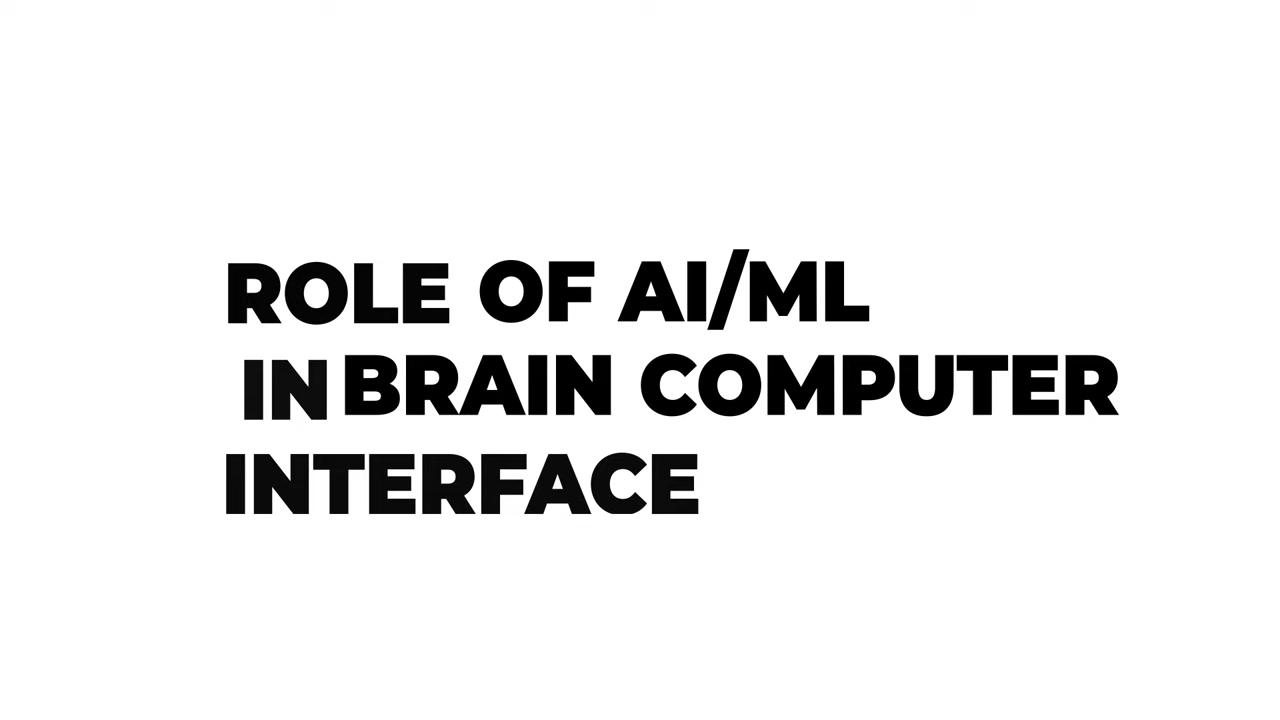 ROLE OF AI/ML
IN BRAIN COMPUTER
INTERFACE